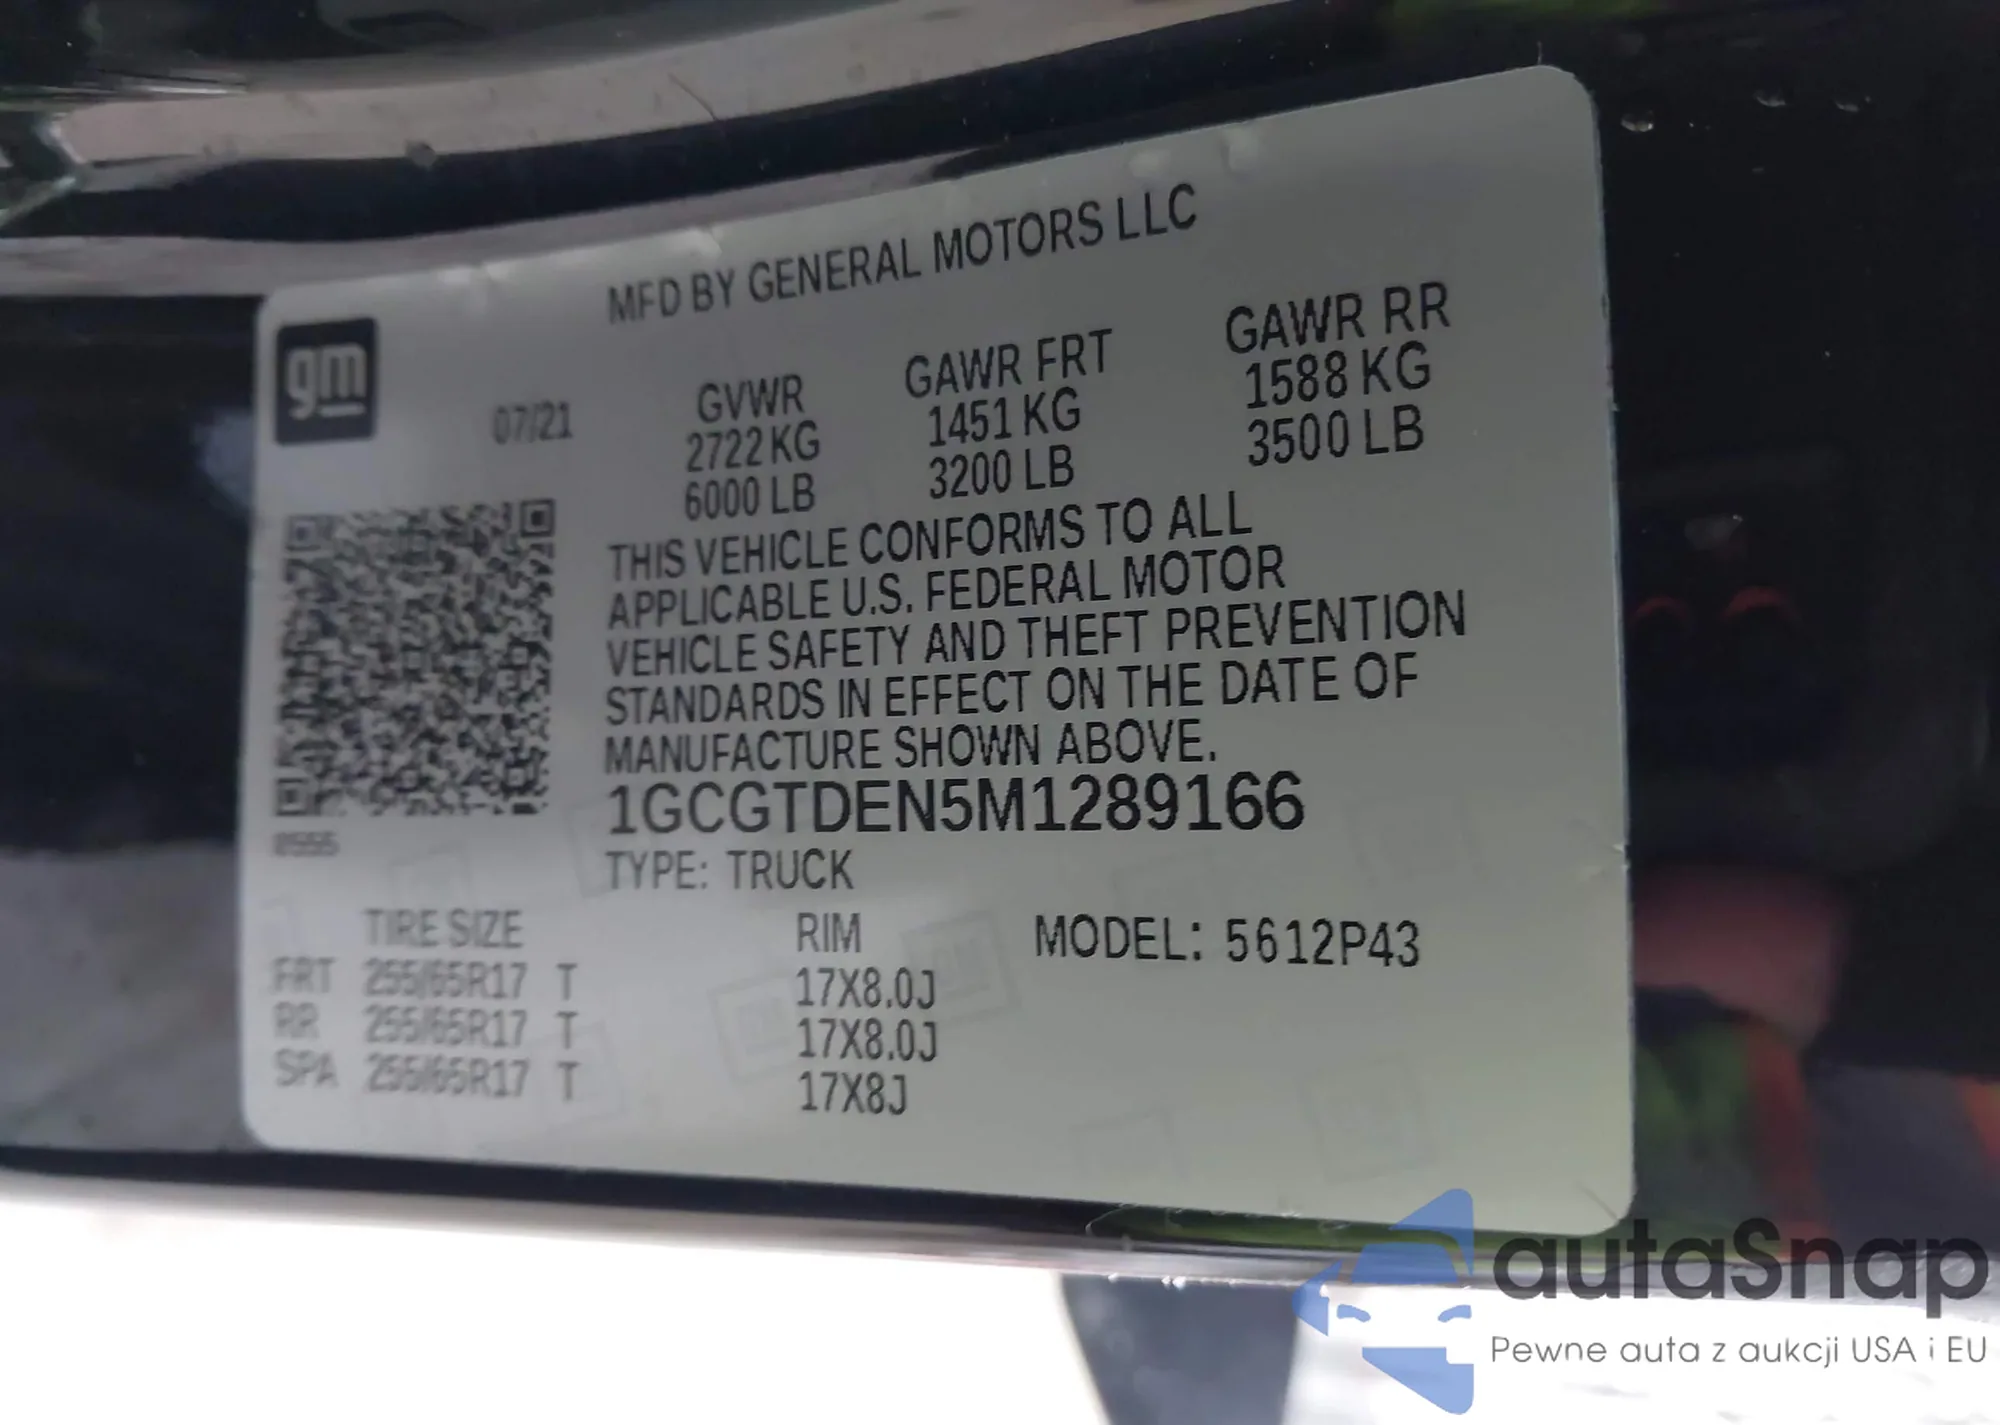 MFD BY GENERAL MOTORS LLC
gm
07/21
GVWR
2722 KG
6000 LB
GAWR FRT
1451 KG
3200 LB
GAWR RR
1588 KG
3500 LB
THIS VEHICLE CONFORMS TO ALL
APPLICABLE U.S. FEDERAL MOTOR
VEHICLE SAFETY AND THEFT PREVENTION
STANDARDS IN EFFECT ON THE DATE OF
MANUFACTURE SHOWN ABOVE.
1GCGTDEN5M1289166
TYPE: TRUCK
TIRE SIZE RIM MODEL: 5612P43
FRT 255/65R17 T 17X8.0J
RR 255/65R17 T 17X8.0J
SPA 255/65R17 T 17X8J
autaSnap
Pewne auta z aukcji USA i EU